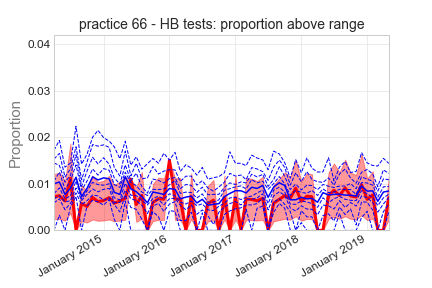 practice 66 - HB tests: proportion above range
Proportion
0.04
0.03
0.02
0.01
0.00
January 2015
January 2016
January 2017
January 2018
January 2019